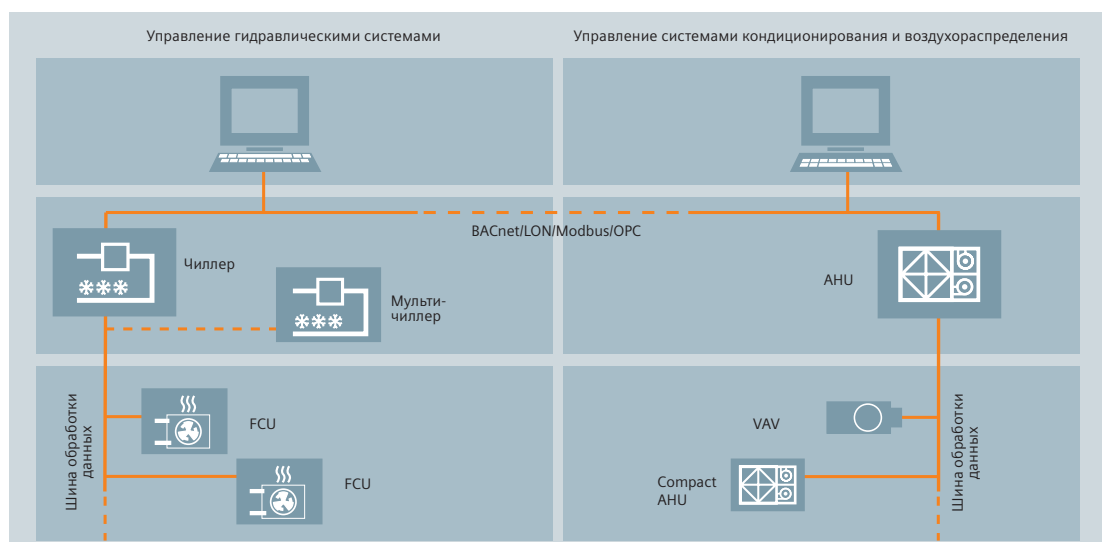 Управление гидравлическими системами
Управление системами кондиционирования и воздухораспределения
BACnet/LON/Modbus/OPC
Чиллер
Мульти-
чиллер
AHU
Шина обработки
данных
FCU
FCU
VAV
Compact
AHU
Шина обработки
данных